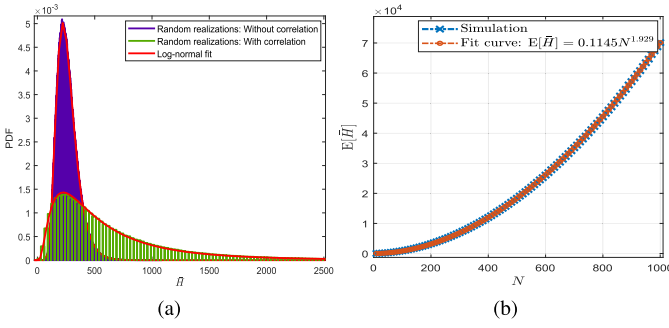 5 ×10⁻³
Random realizations: Without correlation
Random realizations: With correlation
Log-normal fit
4.5
4
3.5
3
2.5
2
1.5
1
0.5
0
PDF
0 500 1000 1500 2000 2500
H̄
(a)
×10⁴
Simulation
Fit curve: E[H̄] = 0.1145N^1.929
7
6
5
4
3
2
1
0
E[H̄]
0 200 400 600 800 1000
N
(b)